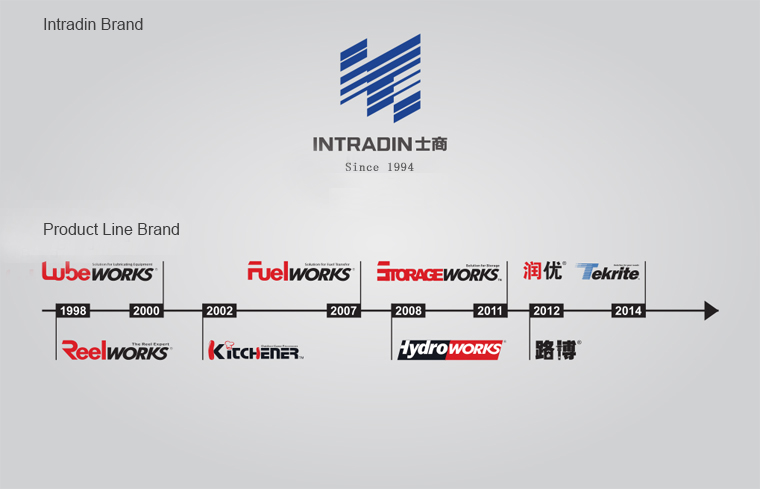 Intradin Brand
INTRADIN士商
Since 1994
Product Line Brand
LubeWORKS®
Solution for Lubricating Equipment
FuelWORKS®
Solution for Fuel Transfer
STORAGEWORKS™
Solution for Storage
润优®
Tekrite®
1998
2000
2002
2007
2008
2011
2012
2014
The Reel Expert
ReelWORKS®
KITCHENER™
HydroWORKS®
路博®